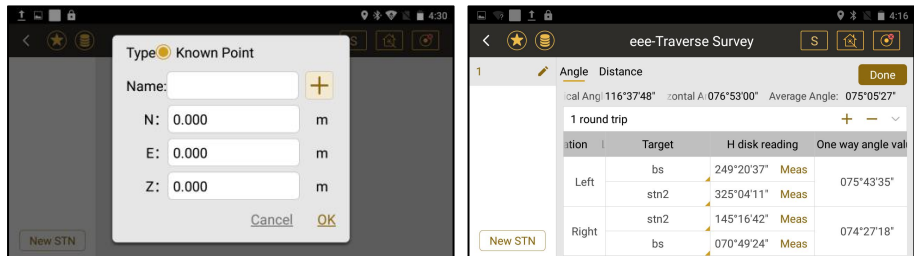 4:30
S
Type Known Point
Name:
N: 0.000 m
E: 0.000 m
Z: 0.000 m
Cancel OK
New STN
4:16
eee-Traverse Survey S
1 Angle Distance Done
ical Angl 116°37'48" zontal A 076°53'00" Average Angle: 075°05'27"
1 round trip
ation Target H disk reading One way angle val
Left bs 249°20'37" Meas 075°43'35"
stn2 325°04'11" Meas
Right stn2 145°16'42" Meas 074°27'18"
bs 070°49'24" Meas
New STN